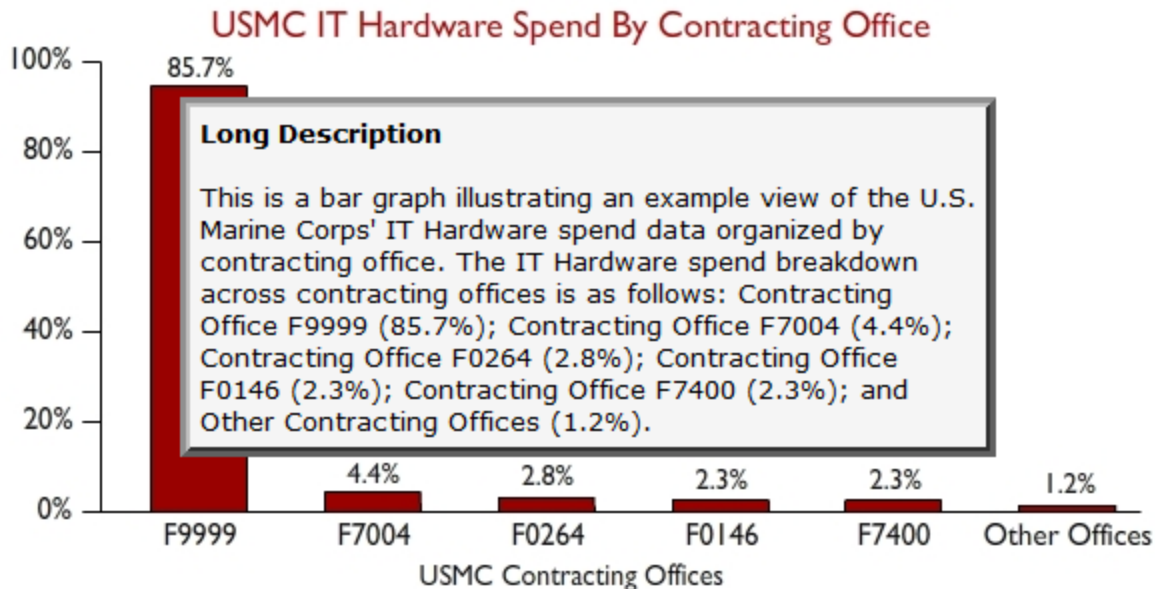 USMC IT Hardware Spend By Contracting Office
100%
85.7%
Long Description
80%
This is a bar graph illustrating an example view of the U.S.
Marine Corps' IT Hardware spend data organized by
60%
contracting office. The IT Hardware spend breakdown
across contracting offices is as follows: Contracting
40%
Office F9999 (85.7%); Contracting Office F7004 (4.4%);
Contracting Office F0264 (2.8%); Contracting Office
F0146 (2.3%); Contracting Office F7400 (2.3%); and
20%
Other Contracting Offices (1.2%).
4.4% 2.8% 2.3% 2.3% 1.2%
0%
F9999 F7004 F0264 F0146 F7400 Other Offices
USMC Contracting Offices